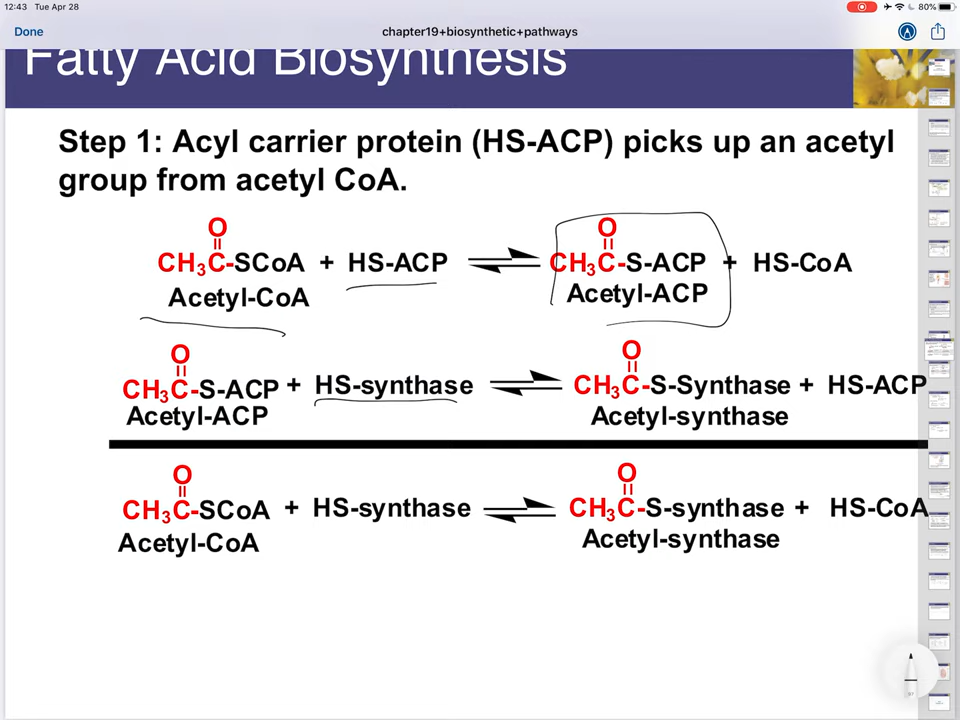 12:43 Tue Apr 28
80%
Done
chapter19+biosynthetic+pathways
Fatty Acid Biosynthesis
Step 1: Acyl carrier protein (HS-ACP) picks up an acetyl
group from acetyl CoA.
O O
CH3C-SCoA + HS-ACP CH3C-S-ACP + HS-CoA
Acetyl-CoA Acetyl-ACP
O O
CH3C-S-ACP + HS-synthase CH3C-S-Synthase + HS-ACP
Acetyl-ACP Acetyl-synthase
O O
CH3C-SCoA + HS-synthase CH3C-S-synthase + HS-CoA
Acetyl-CoA Acetyl-synthase